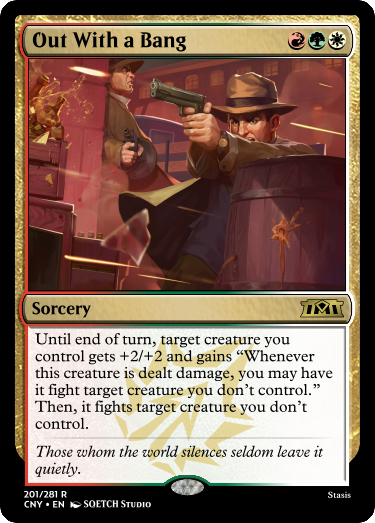 Out With a Bang
Sorcery
Until end of turn, target creature you
control gets +2/+2 and gains “Whenever
this creature is dealt damage, you may have
it fight target creature you don’t control.”
Then, it fights target creature you don’t
control.
Those whom the world silences seldom leave it
quietly.
201/281 R
CNY • EN SOETCH STUDIO
Stasis